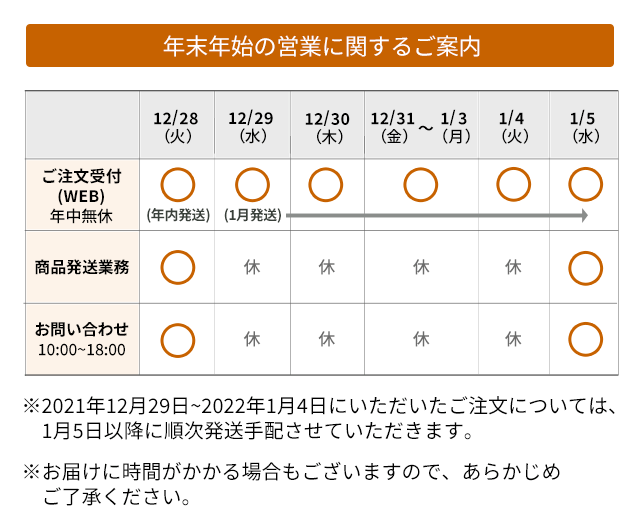 年末年始の営業に関するご案内
12/28 12/29 12/30 12/31 ～ 1/3 1/4 1/5
（火） （水） （木） （金） （月） （火） （水）
ご注文受付
(WEB)
年中無休
(年内発送) (1月発送)
商品発送業務 休 休 休 休
お問い合わせ
10:00~18:00
休 休 休 休
※2021年12月29日~2022年1月4日にいただいたご注文については、
1月5日以降に順次発送手配させていただきます。
※お届けに時間がかかる場合もございますので、あらかじめ
ご了承ください。